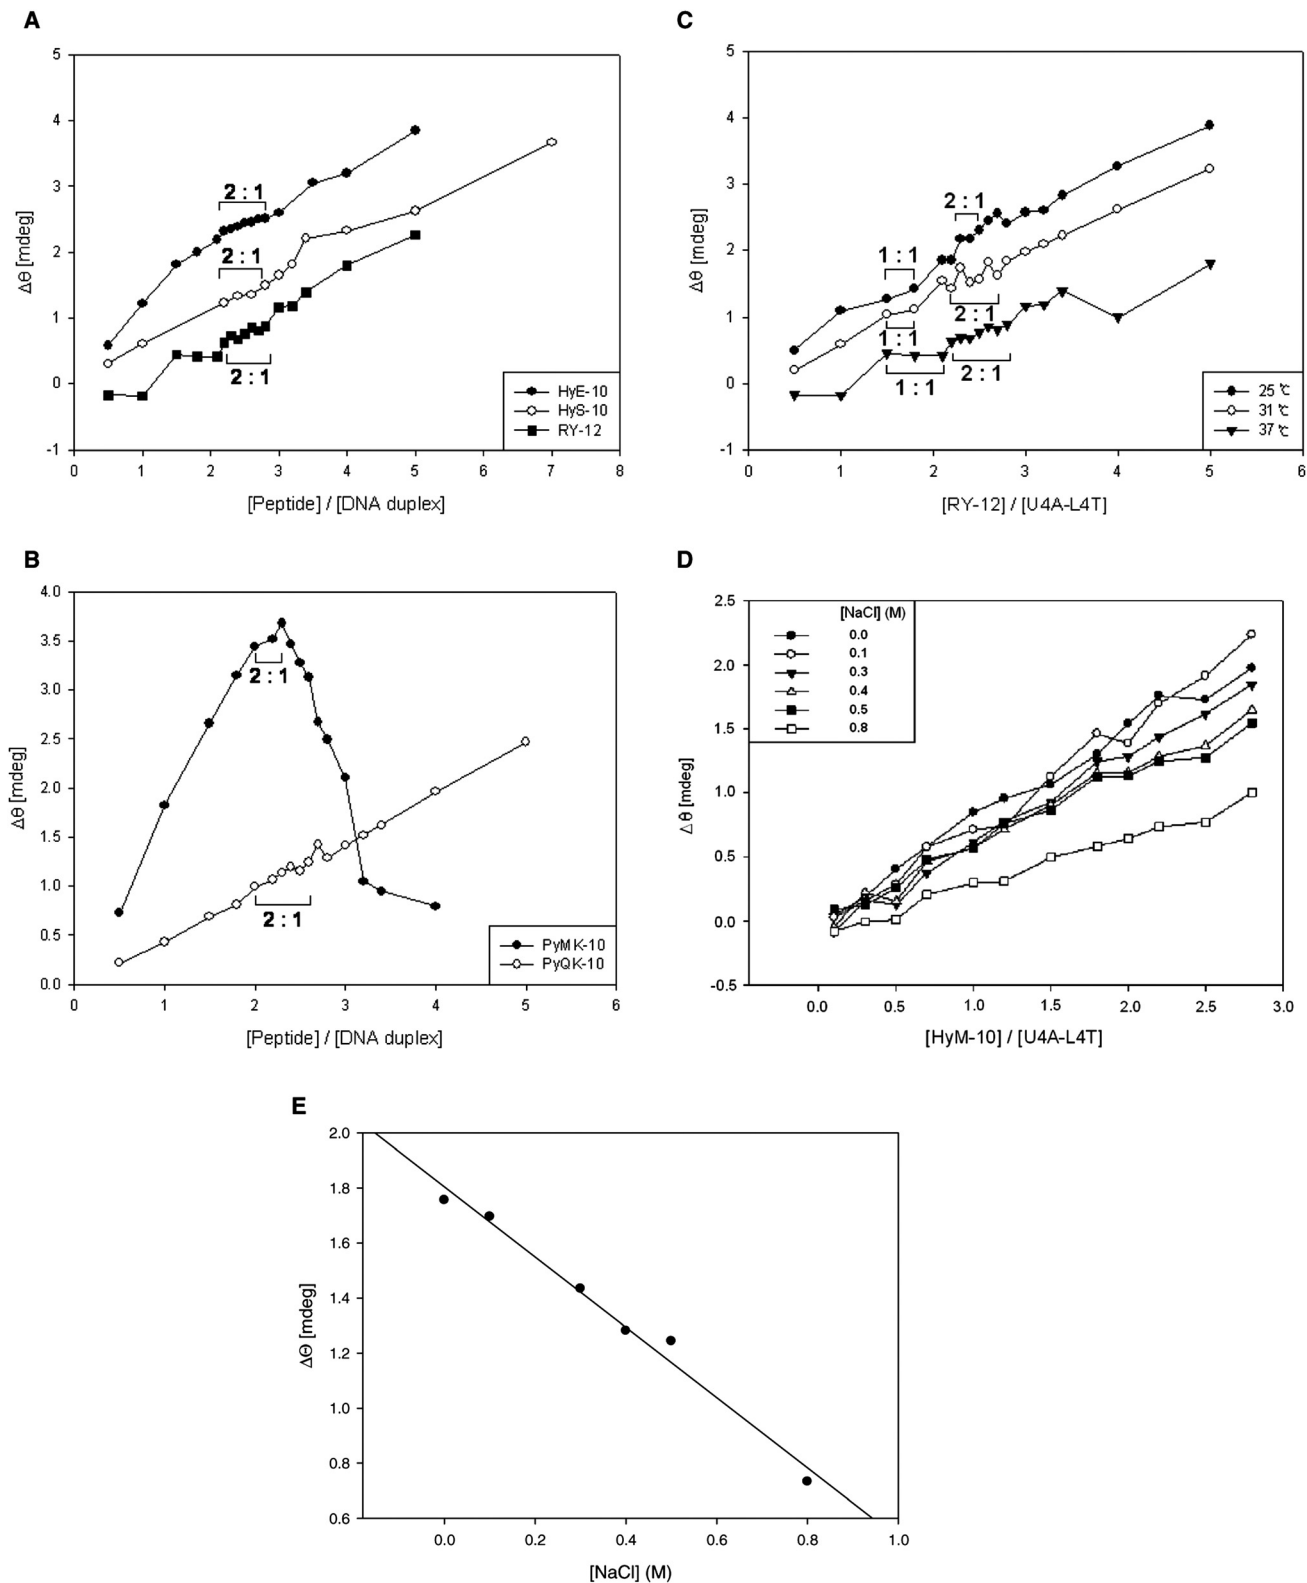 A
5
4
3
2
1
0
-1
Δθ [mdeg]
2 : 1
2 : 1
2 : 1
HyE-10
HyS-10
RY-12
0 1 2 3 4 5 6 7 8
[Peptide] / [DNA duplex]
C
5
4
3
2
1
0
-1
Δθ [mdeg]
2 : 1
1 : 1
2 : 1
1 : 1
2 : 1
1 : 1
25 ℃
31 ℃
37 ℃
0 1 2 3 4 5 6
[RY-12] / [U4A-L4T]
B
4.0
3.5
3.0
2.5
2.0
1.5
1.0
0.5
0.0
Δθ [mdeg]
2 : 1
2 : 1
PyMK-10
PyQK-10
0 1 2 3 4 5 6
[Peptide] / [DNA duplex]
D
2.5
2.0
1.5
1.0
0.5
0.0
-0.5
Δθ [mdeg]
[NaCl] (M)
0.0
0.1
0.3
0.4
0.5
0.8
0.0 0.5 1.0 1.5 2.0 2.5 3.0
[HyM-10] / [U4A-L4T]
E
2.0
1.8
1.6
1.4
1.2
1.0
0.8
0.6
ΔΘ [mdeg]
0.0 0.2 0.4 0.6 0.8 1.0
[NaCl] (M)